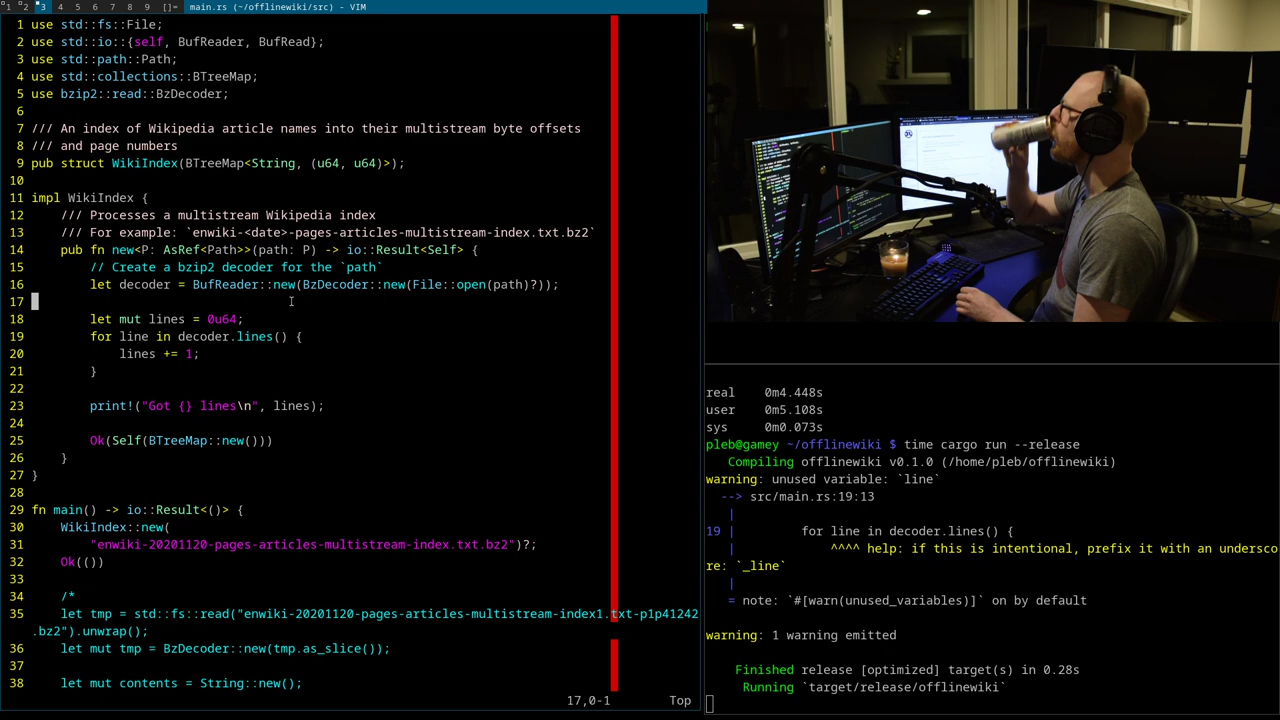 1 2 3 4 5 6 7 8 9 []= main.rs (~/offlinewiki/src) - VIM
1 use std::fs::File;
2 use std::io::{self, BufReader, BufRead};
3 use std::path::Path;
4 use std::collections::BTreeMap;
5 use bzip2::read::BzDecoder;
6
7 /// An index of Wikipedia article names into their multistream byte offsets
8 /// and page numbers
9 pub struct WikiIndex(BTreeMap<String, (u64, u64)>);
10
11 impl WikiIndex {
12     /// Processes a multistream Wikipedia index
13     /// For example: `enwiki-<date>-pages-articles-multistream-index.txt.bz2`
14     pub fn new<P: AsRef<Path>>(path: P) -> io::Result<Self> {
15         // Create a bzip2 decoder for the `path`
16         let decoder = BufReader::new(BzDecoder::new(File::open(path)?));
17
18         let mut lines = 0u64;
19         for line in decoder.lines() {
20             lines += 1;
21         }
22
23         print!("Got {} lines\n", lines);
24
25         Ok(Self(BTreeMap::new()))
26     }
27 }
28
29 fn main() -> io::Result<()> {
30     WikiIndex::new(
31         "enwiki-20201120-pages-articles-multistream-index.txt.bz2")?;
32     Ok(())
33
34     /*
35     let tmp = std::fs::read("enwiki-20201120-pages-articles-multistream-index1.txt-p1p41242
.bz2").unwrap();
36     let mut tmp = BzDecoder::new(tmp.as_slice());
37
38     let mut contents = String::new();
17,0-1 Top
real 0m4.448s
user 0m5.108s
sys 0m0.073s
pleb@gamey ~/offlinewiki $ time cargo run --release
Compiling offlinewiki v0.1.0 (/home/pleb/offlinewiki)
warning: unused variable: `line`
--> src/main.rs:19:13
|
19 | for line in decoder.lines() {
| ^^^^ help: if this is intentional, prefix it with an undersco
re: `_line`
|
= note: `#[warn(unused_variables)]` on by default
warning: 1 warning emitted
Finished release [optimized] target(s) in 0.28s
Running `target/release/offlinewiki`